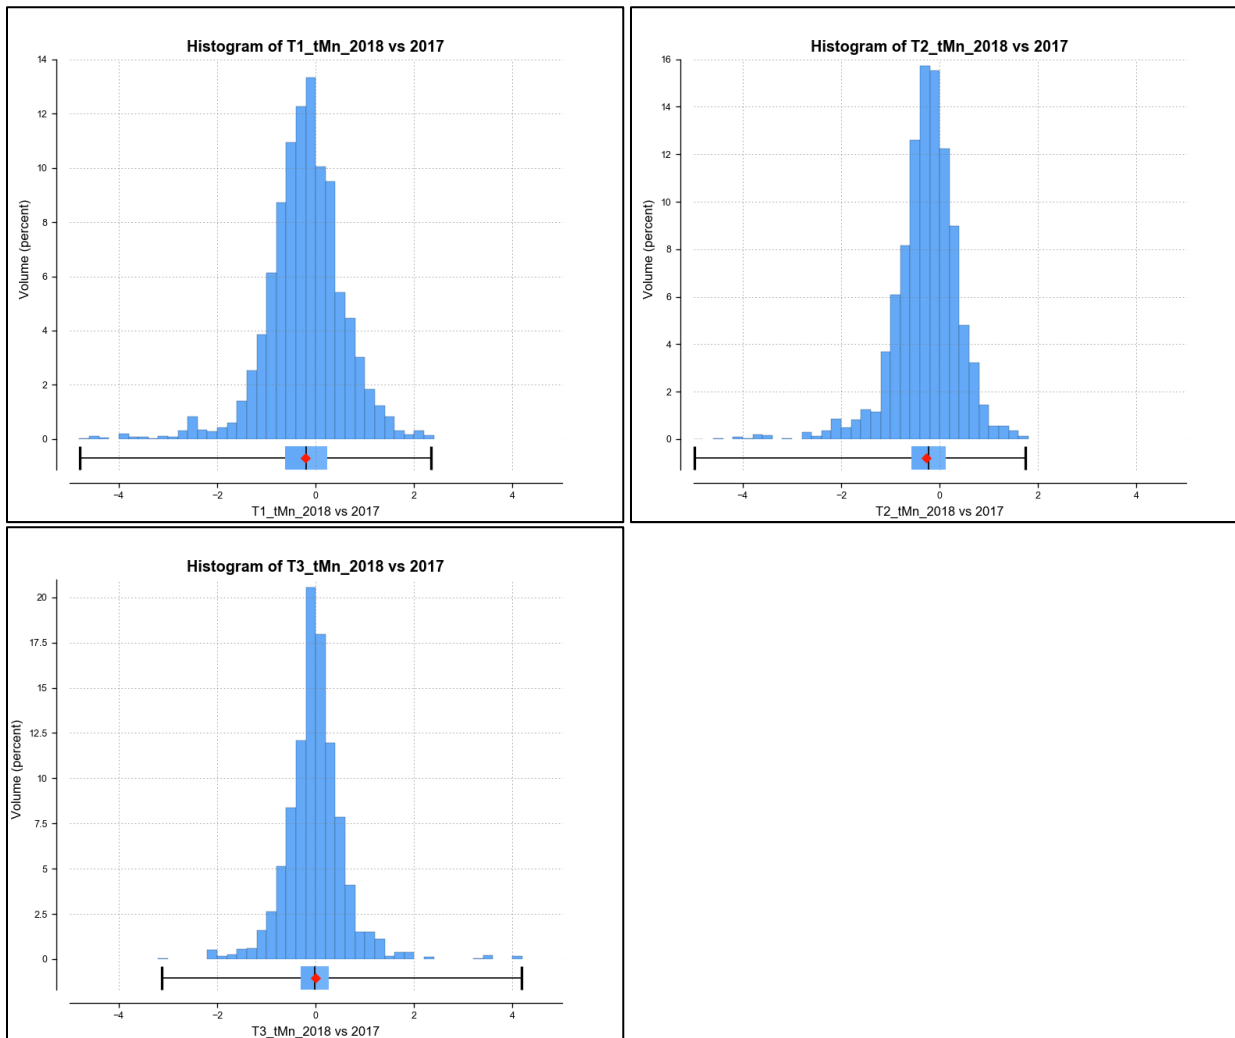 Histogram of T1_tMn_2018 vs 2017
14
12
10
8
6
4
2
0
Volume (percent)
−4 −2 0 2 4
T1_tMn_2018 vs 2017
Histogram of T2_tMn_2018 vs 2017
16
14
12
10
8
6
4
2
0
Volume (percent)
−4 −2 0 2 4
T2_tMn_2018 vs 2017
Histogram of T3_tMn_2018 vs 2017
20
17.5
15
12.5
10
7.5
5
2.5
0
Volume (percent)
−4 −2 0 2 4
T3_tMn_2018 vs 2017